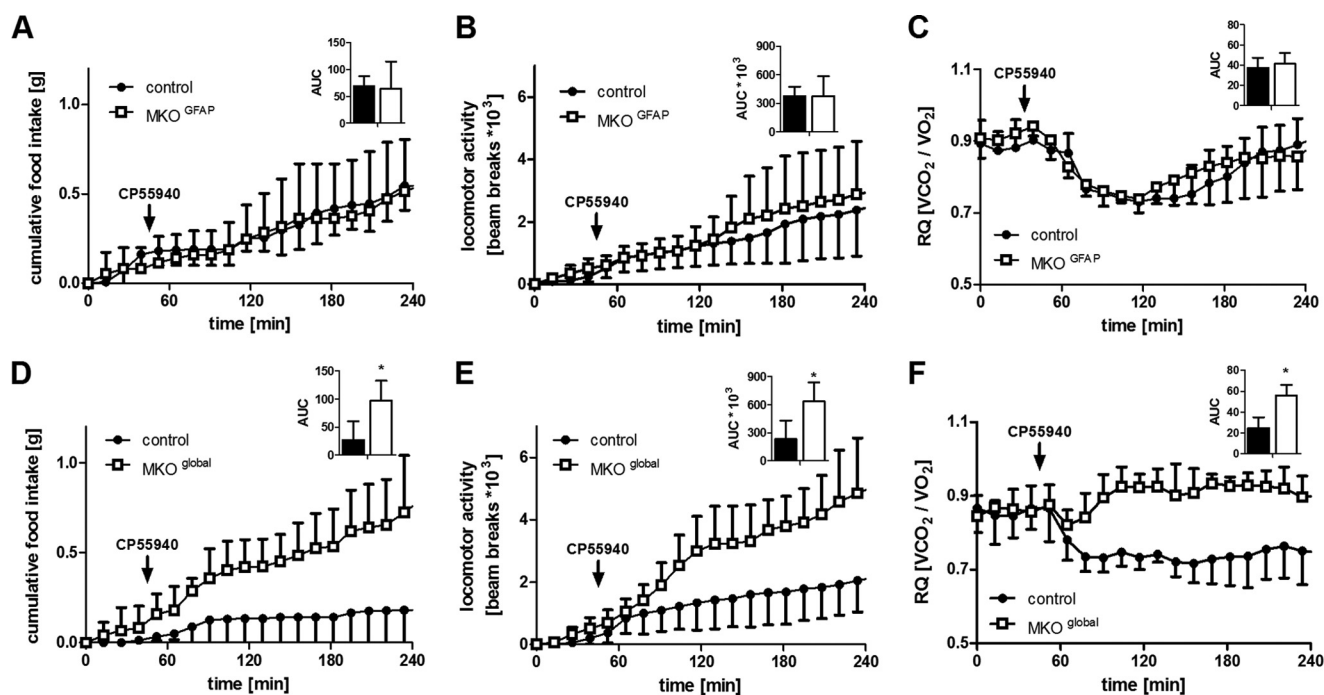 A
cumulative food intake [g]
1.0
0.5
0.0
0 60 120 180 240
time [min]
control
MKO GFAP
CP55940
AUC
150
100
50
0
B
locomotor activity
[beam breaks *10^3]
6
4
2
0
0 60 120 180 240
time [min]
control
MKO GFAP
CP55940
AUC * 10^3
900
600
300
0
C
RQ [VCO2 / VO2]
1.1
0.9
0.7
0.5
0 60 120 180 240
time [min]
CP55940
control
MKO GFAP
AUC
80
60
40
20
0
D
cumulative food intake [g]
1.0
0.5
0.0
0 60 120 180 240
time [min]
control
MKO global
CP55940
AUC
150
100
50
0
*
E
locomotor activity
[beam breaks *10^3]
6
4
2
0
0 60 120 180 240
time [min]
control
MKO global
CP55940
AUC * 10^3
900
600
300
0
*
F
RQ [VCO2 / VO2]
1.1
0.9
0.7
0.5
0 60 120 180 240
time [min]
CP55940
control
MKO global
AUC
80
60
40
20
0
*